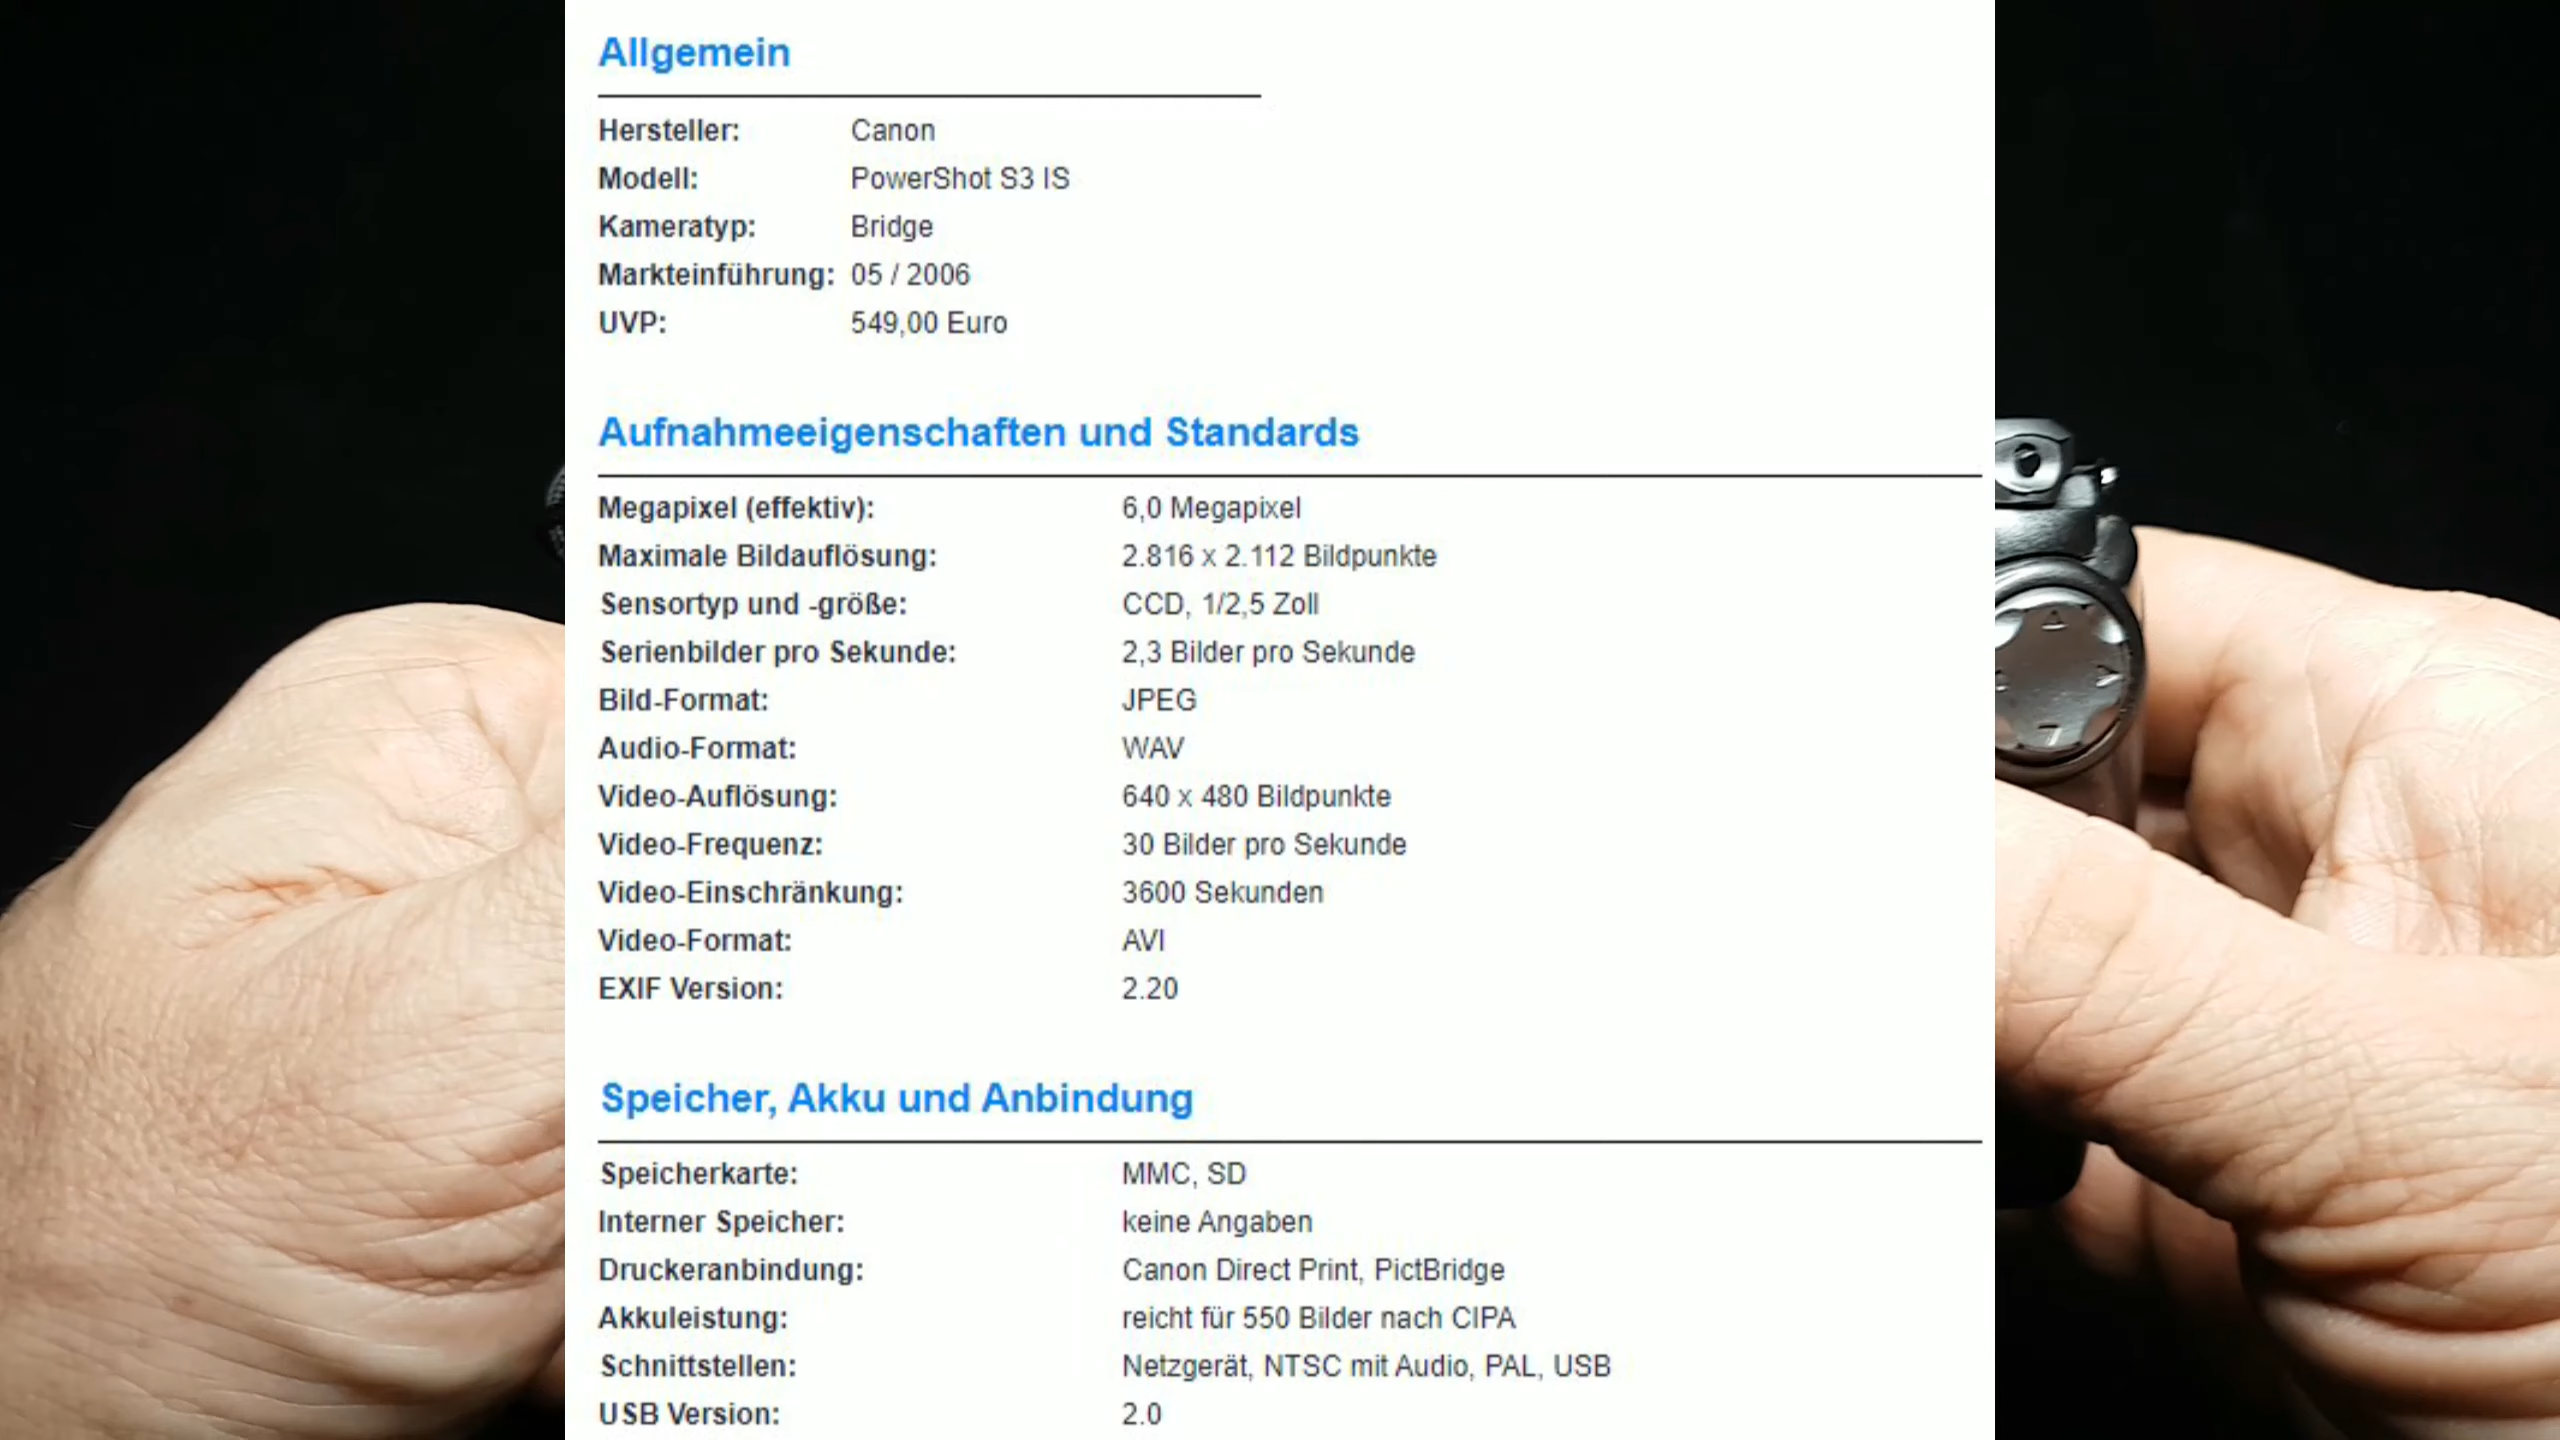 Allgemein
Hersteller: Canon
Modell: PowerShot S3 IS
Kameratyp: Bridge
Markteinführung: 05 / 2006
UVP: 549,00 Euro
Aufnahmeeigenschaften und Standards
Megapixel (effektiv): 6,0 Megapixel
Maximale Bildauflösung: 2.816 x 2.112 Bildpunkte
Sensortyp und -größe: CCD, 1/2,5 Zoll
Serienbilder pro Sekunde: 2,3 Bilder pro Sekunde
Bild-Format: JPEG
Audio-Format: WAV
Video-Auflösung: 640 x 480 Bildpunkte
Video-Frequenz: 30 Bilder pro Sekunde
Video-Einschränkung: 3600 Sekunden
Video-Format: AVI
EXIF Version: 2.20
Speicher, Akku und Anbindung
Speicherkarte: MMC, SD
Interner Speicher: keine Angaben
Druckeranbindung: Canon Direct Print, PictBridge
Akkuleistung: reicht für 550 Bilder nach CIPA
Schnittstellen: Netzgerät, NTSC mit Audio, PAL, USB
USB Version: 2.0